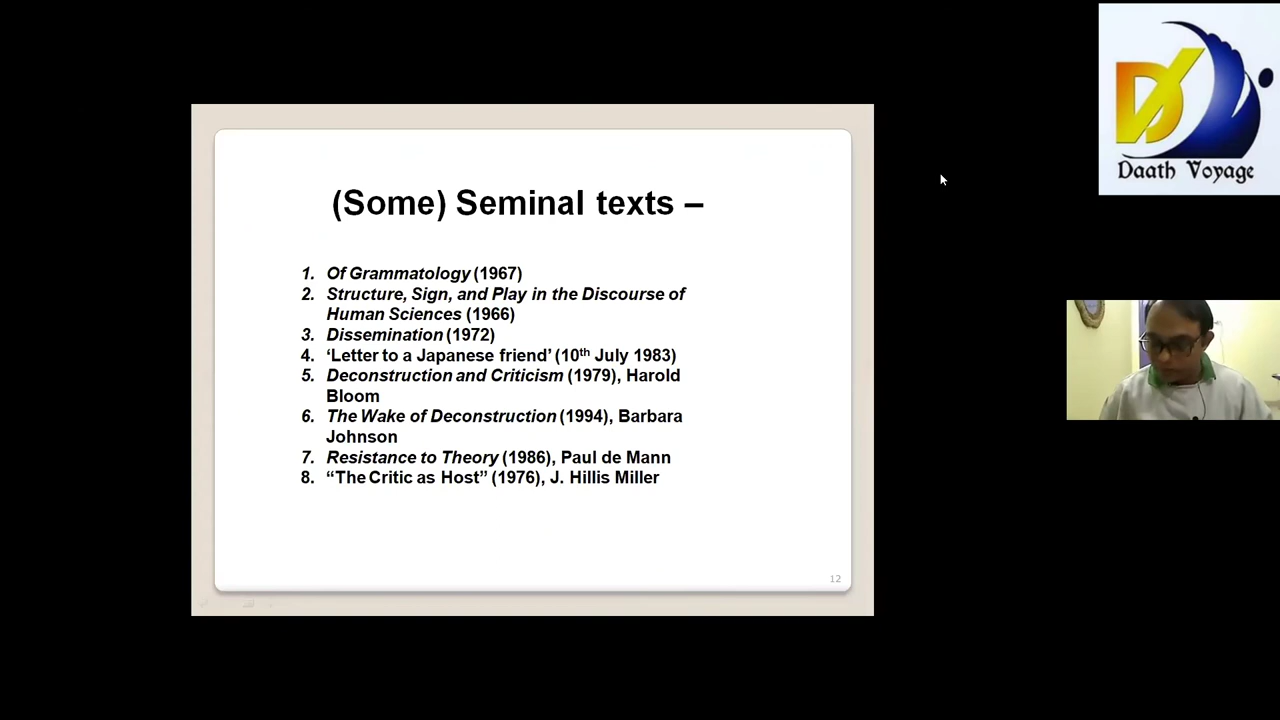 (Some) Seminal texts –
1. Of Grammatology (1967)
2. Structure, Sign, and Play in the Discourse of
Human Sciences (1966)
3. Dissemination (1972)
4. ‘Letter to a Japanese friend’ (10th July 1983)
5. Deconstruction and Criticism (1979), Harold
Bloom
6. The Wake of Deconstruction (1994), Barbara
Johnson
7. Resistance to Theory (1986), Paul de Mann
8. “The Critic as Host” (1976), J. Hillis Miller
12
DV
Daath Voyage